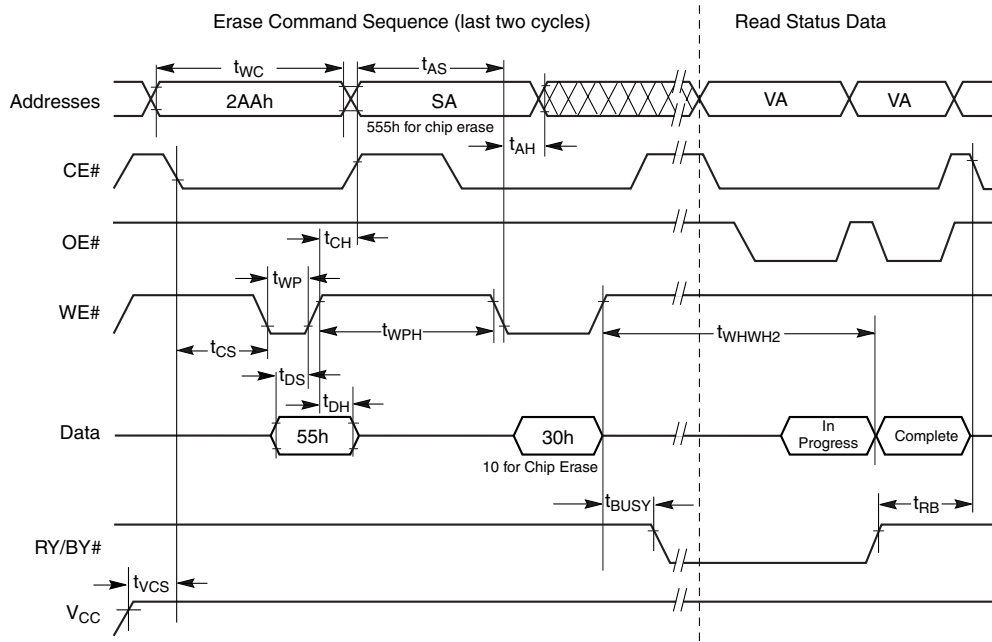 Erase Command Sequence (last two cycles)
Read Status Data
tWC
tAS
Addresses
2AAh
SA
VA
VA
555h for chip erase
tAH
CE#
OE#
tCH
tWP
WE#
tWPH
tWHWH2
tCS
tDS
tDH
Data
55h
30h
In
Progress
Complete
10 for Chip Erase
tBUSY
tRB
RY/BY#
tVCS
VCC